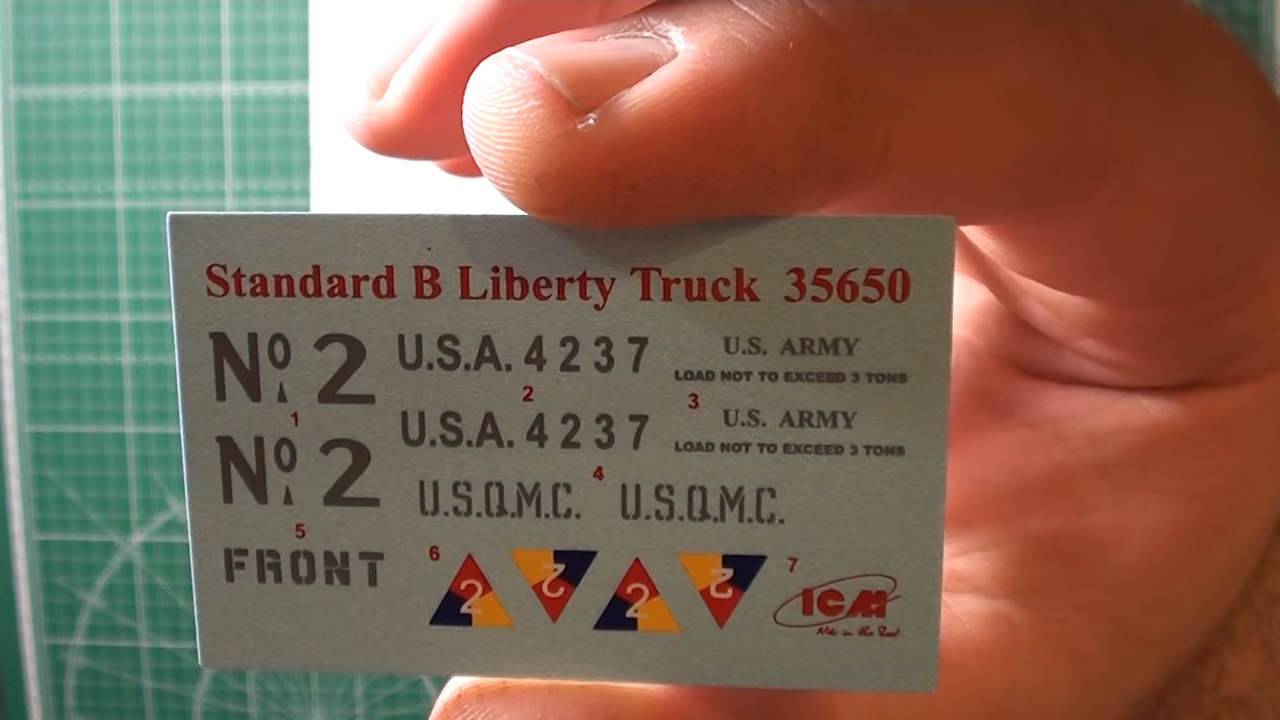 Standard B Liberty Truck 35650
No 2
U.S.A. 4237
U.S. ARMY
LOAD NOT TO EXCEED 3 TONS
1
2
3
No 2
U.S.A. 4237
U.S. ARMY
LOAD NOT TO EXCEED 3 TONS
4
U.S.Q.M.C. U.S.Q.M.C.
5
FRONT
6
2
2
2
2
7
ICM